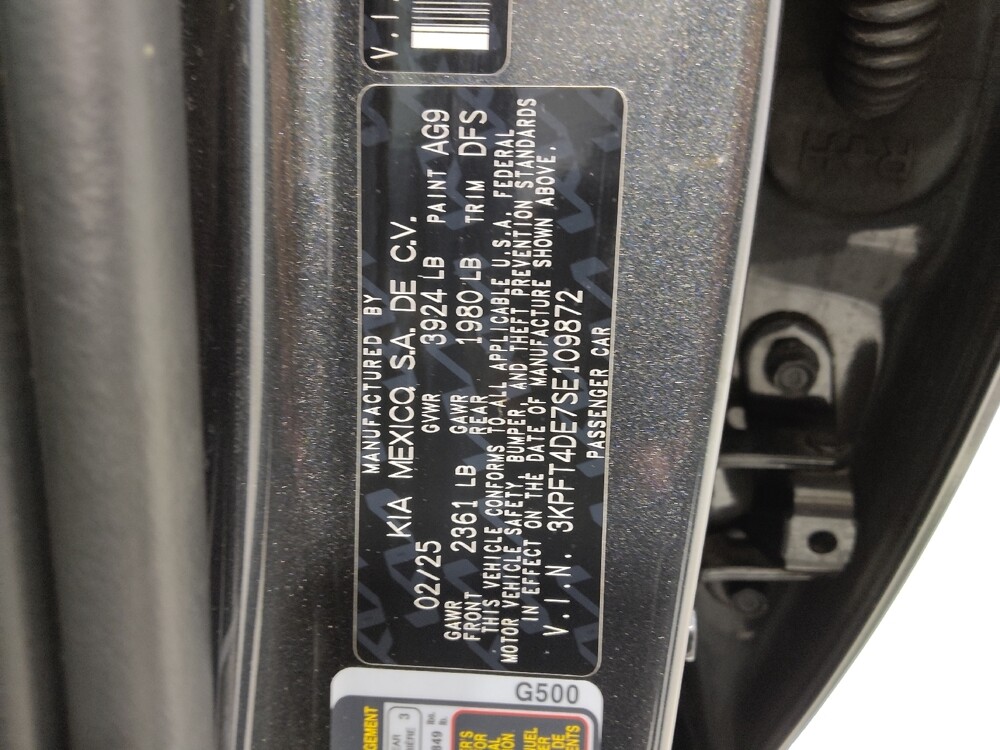 V.I.
MANUFACTURED BY
KIA MEXICO, S.A. DE C.V.
02/25 GVWR 3924 LB PAINT AG9
GAWR FRONT 2361 LB GAWR REAR 1980 LB TRIM DFS
THIS VEHICLE CONFORMS TO ALL APPLICABLE U.S.A. FEDERAL
MOTOR VEHICLE SAFETY, BUMPER, AND THEFT PREVENTION STANDARDS
IN EFFECT ON THE DATE OF MANUFACTURE SHOWN ABOVE.
V.I.N. 3KPFT4DE7SE109872
PASSENGER CAR
G500
3